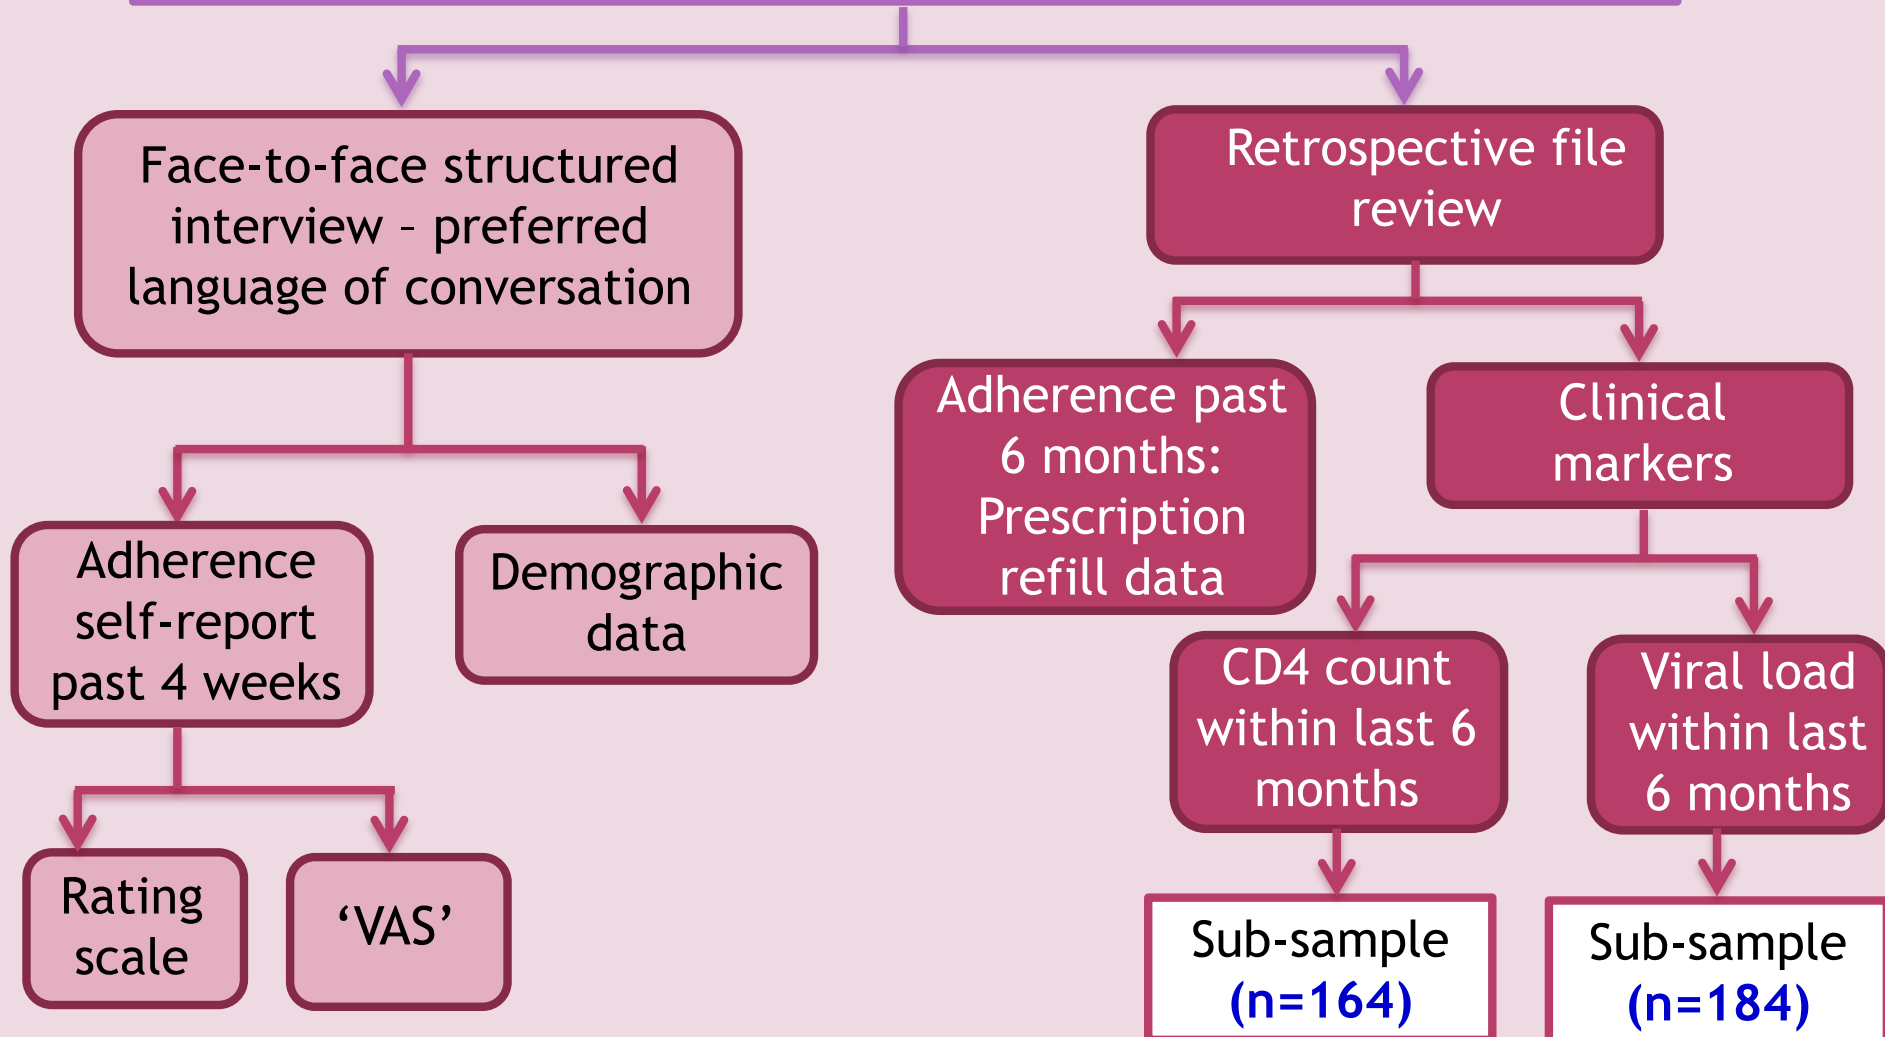 Face-to-face structured
interview – preferred
language of conversation
Retrospective file
review
Adherence past
6 months:
Prescription
refill data
Clinical
markers
Adherence
self-report
past 4 weeks
Demographic
data
CD4 count
within last 6
months
Viral load
within last
6 months
Rating
scale
‘VAS’
Sub-sample
(n=164)
Sub-sample
(n=184)